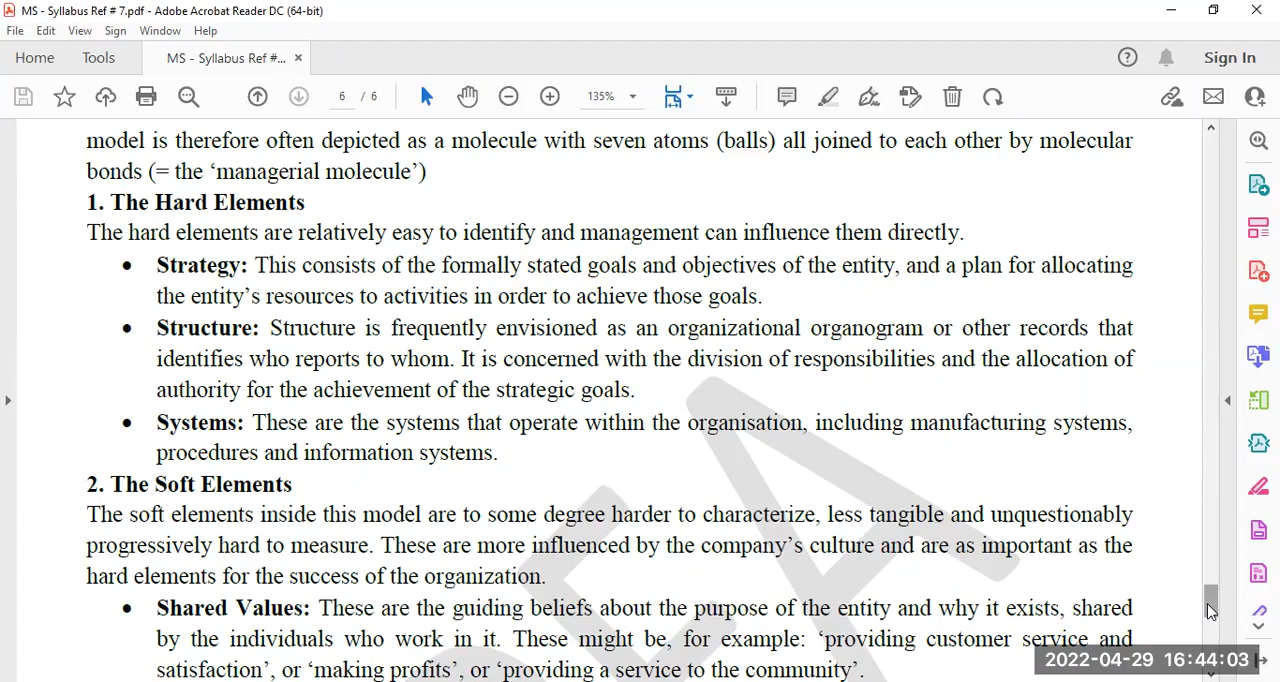 MS - Syllabus Ref # 7.pdf - Adobe Acrobat Reader DC (64-bit)
File Edit View Sign Window Help
Home Tools MS - Syllabus Ref #... × Sign In
6 / 6 135%
model is therefore often depicted as a molecule with seven atoms (balls) all joined to each other by molecular
bonds (= the ‘managerial molecule’)
1. The Hard Elements
The hard elements are relatively easy to identify and management can influence them directly.
• Strategy: This consists of the formally stated goals and objectives of the entity, and a plan for allocating
the entity’s resources to activities in order to achieve those goals.
• Structure: Structure is frequently envisioned as an organizational organogram or other records that
identifies who reports to whom. It is concerned with the division of responsibilities and the allocation of
authority for the achievement of the strategic goals.
• Systems: These are the systems that operate within the organisation, including manufacturing systems,
procedures and information systems.
2. The Soft Elements
The soft elements inside this model are to some degree harder to characterize, less tangible and unquestionably
progressively hard to measure. These are more influenced by the company’s culture and are as important as the
hard elements for the success of the organization.
• Shared Values: These are the guiding beliefs about the purpose of the entity and why it exists, shared
by the individuals who work in it. These might be, for example: ‘providing customer service and
satisfaction’, or ‘making profits’, or ‘providing a service to the community’.
2022-04-29 16:44:03